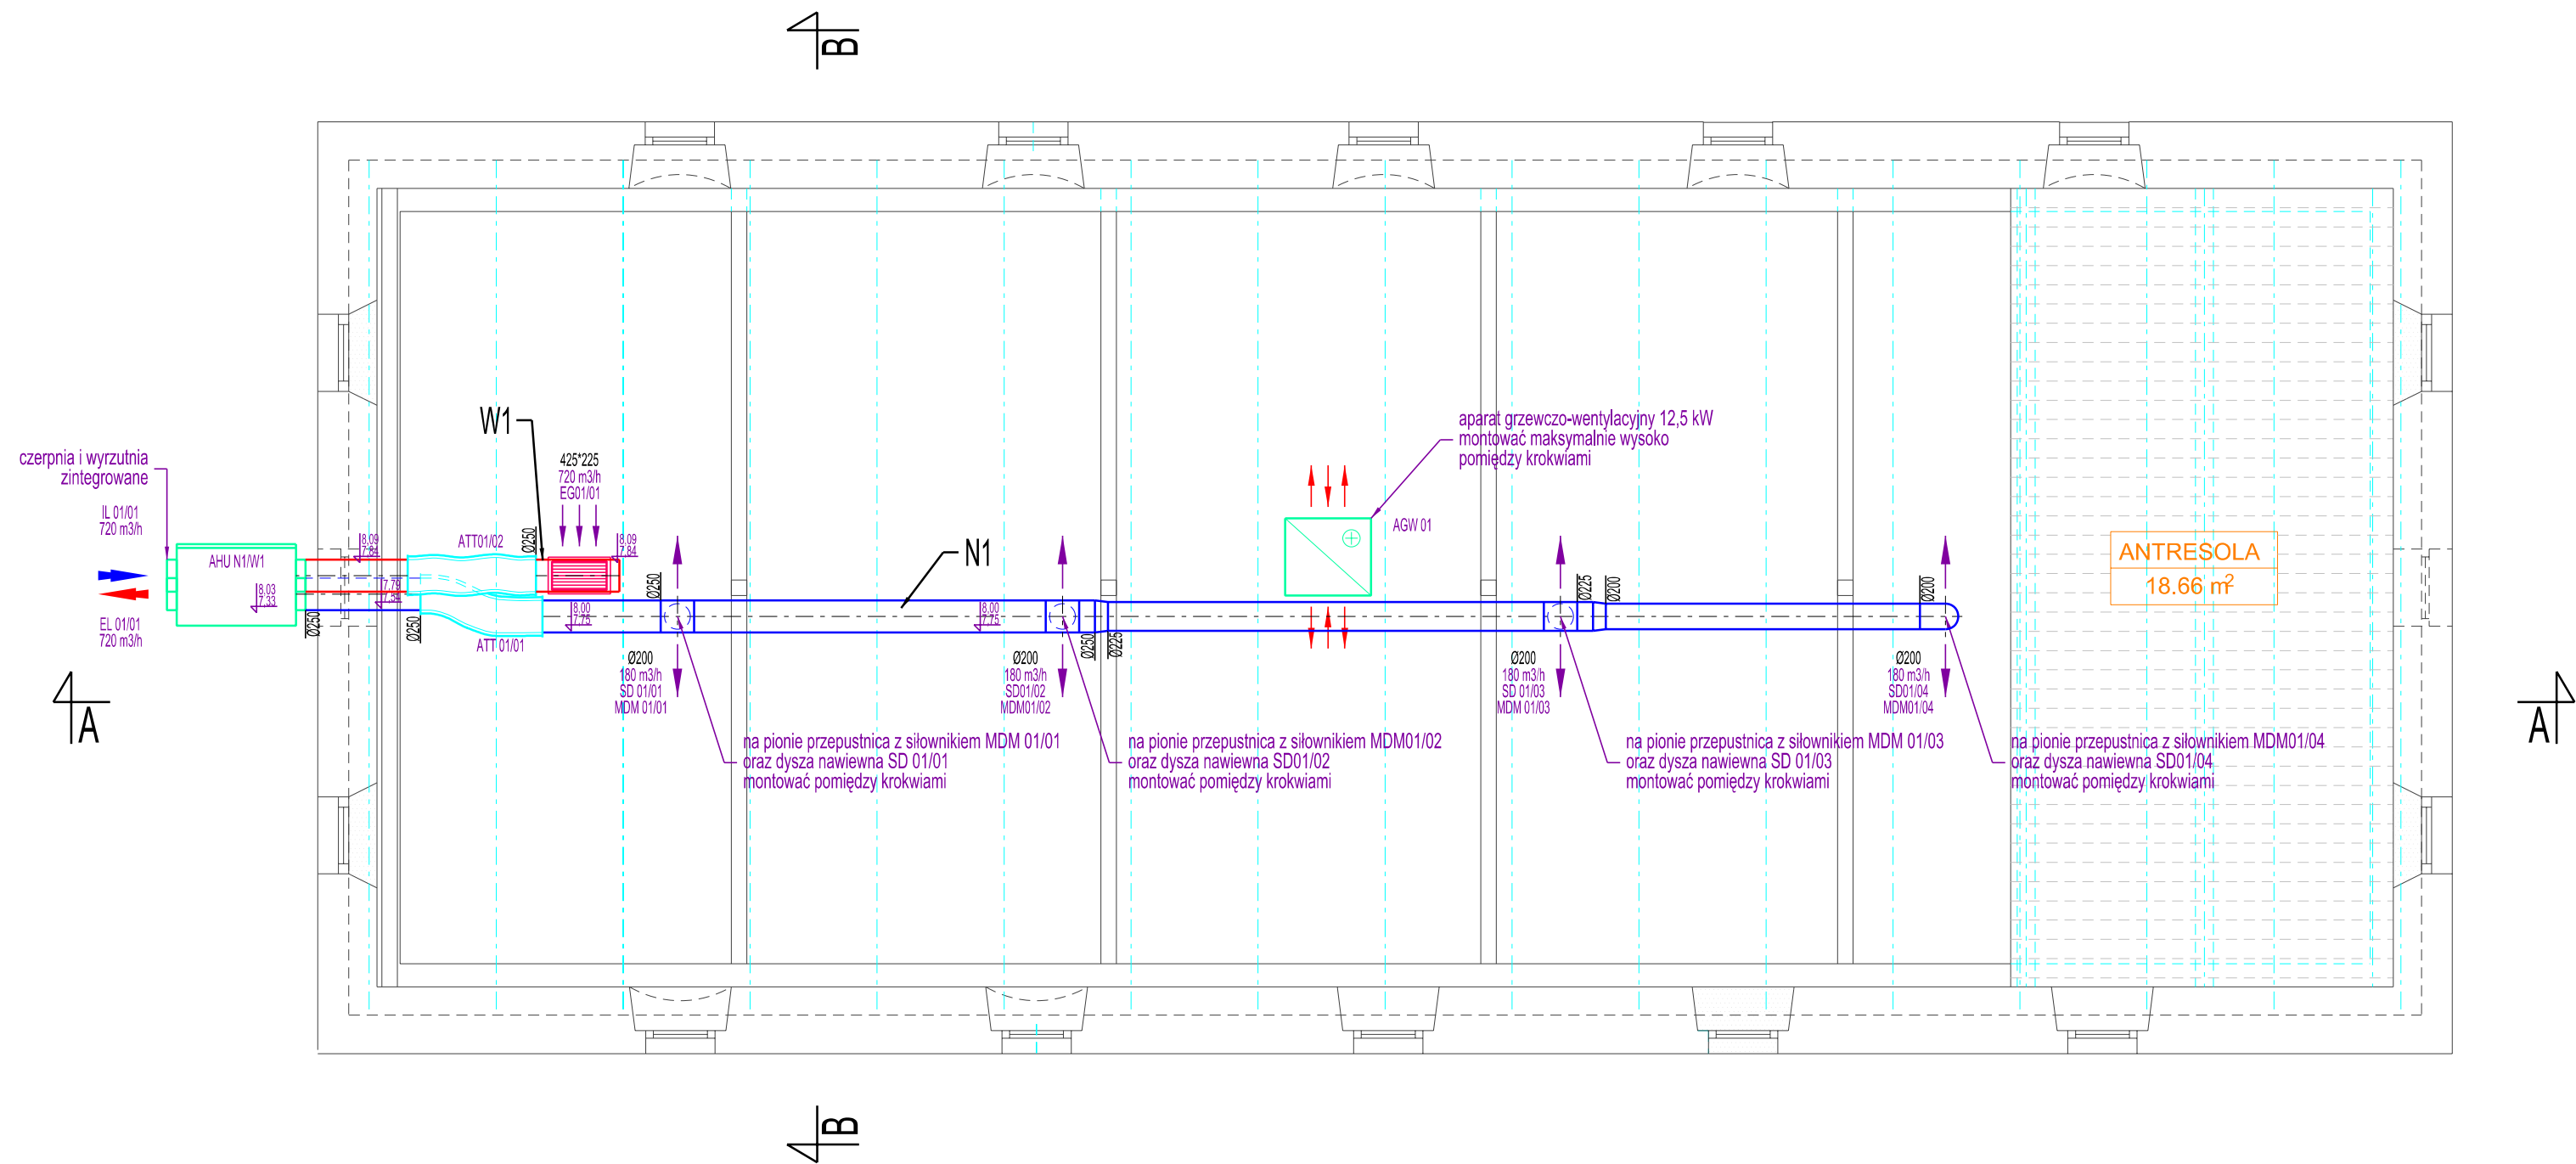 B
W1
425*225
720 m3/h
EG01/01
aparat grzewczo-wentylacyjny 12,5 kW
montować maksymalnie wysoko
pomiędzy krokwiami
czerpnia i wyrzutnia
zintegrowane
IL 01/01
720 m3/h
EL 01/01
720 m3/h
AHU N1/W1
8.03
7.33
Ø250
8.09
7.84
7.79
7.54
Ø250
ATT01/02
ATT 01/01
Ø250
8.09
7.84
8.00
7.75
Ø250
N1
8.00
7.75
Ø250
Ø225
AGW 01
Ø225
Ø200
Ø200
ANTRESOLA
18.66 m²
Ø200
180 m3/h
SD 01/01
MDM 01/01
Ø200
180 m3/h
SD01/02
MDM01/02
Ø200
180 m3/h
SD 01/03
MDM 01/03
Ø200
180 m3/h
SD01/04
MDM01/04
A
A
na pionie przepustnica z siłownikiem MDM 01/01
oraz dysza nawiewna SD 01/01
montować pomiędzy krokwiami
na pionie przepustnica z siłownikiem MDM01/02
oraz dysza nawiewna SD01/02
montować pomiędzy krokwiami
na pionie przepustnica z siłownikiem MDM 01/03
oraz dysza nawiewna SD 01/03
montować pomiędzy krokwiami
na pionie przepustnica z siłownikiem MDM01/04
oraz dysza nawiewna SD01/04
montować pomiędzy krokwiami
B